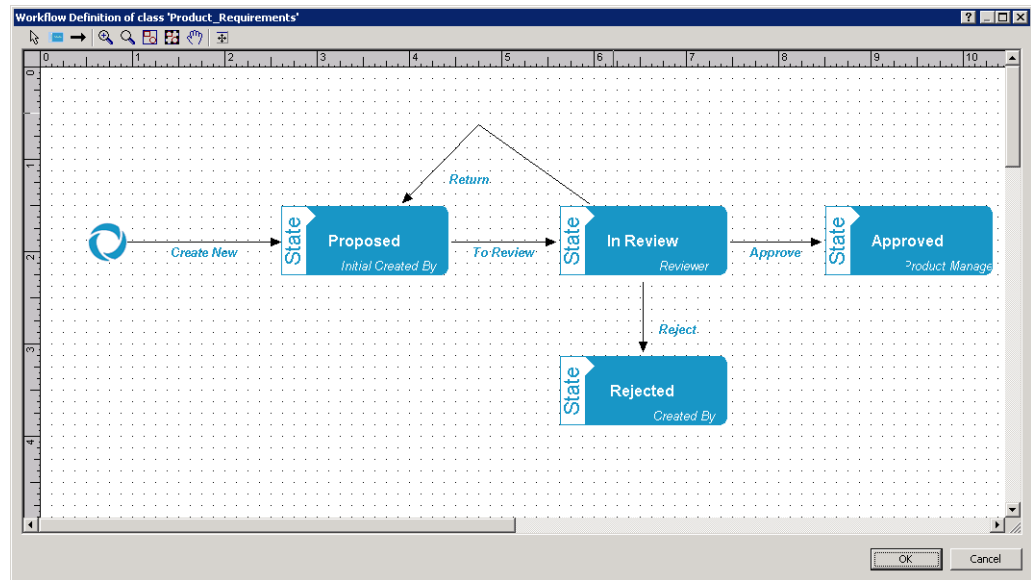 Workflow Definition of class 'Product_Requirements'
0 1 2 3 4 5 6 7 8 9 10
0
1
Return
State Proposed Initial Created By
State In Review Reviewer
State Approved Product Manage
Create New
To Review
Approve
2
Reject
3
State Rejected Created By
4
OK Cancel